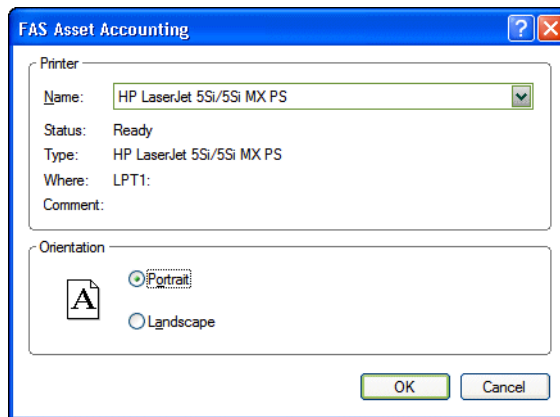 FAS Asset Accounting
Printer
Name: HP LaserJet 5Si/5Si MX PS
Status: Ready
Type: HP LaserJet 5Si/5Si MX PS
Where: LPT1:
Comment:
Orientation
A
Portrait
Landscape
OK Cancel